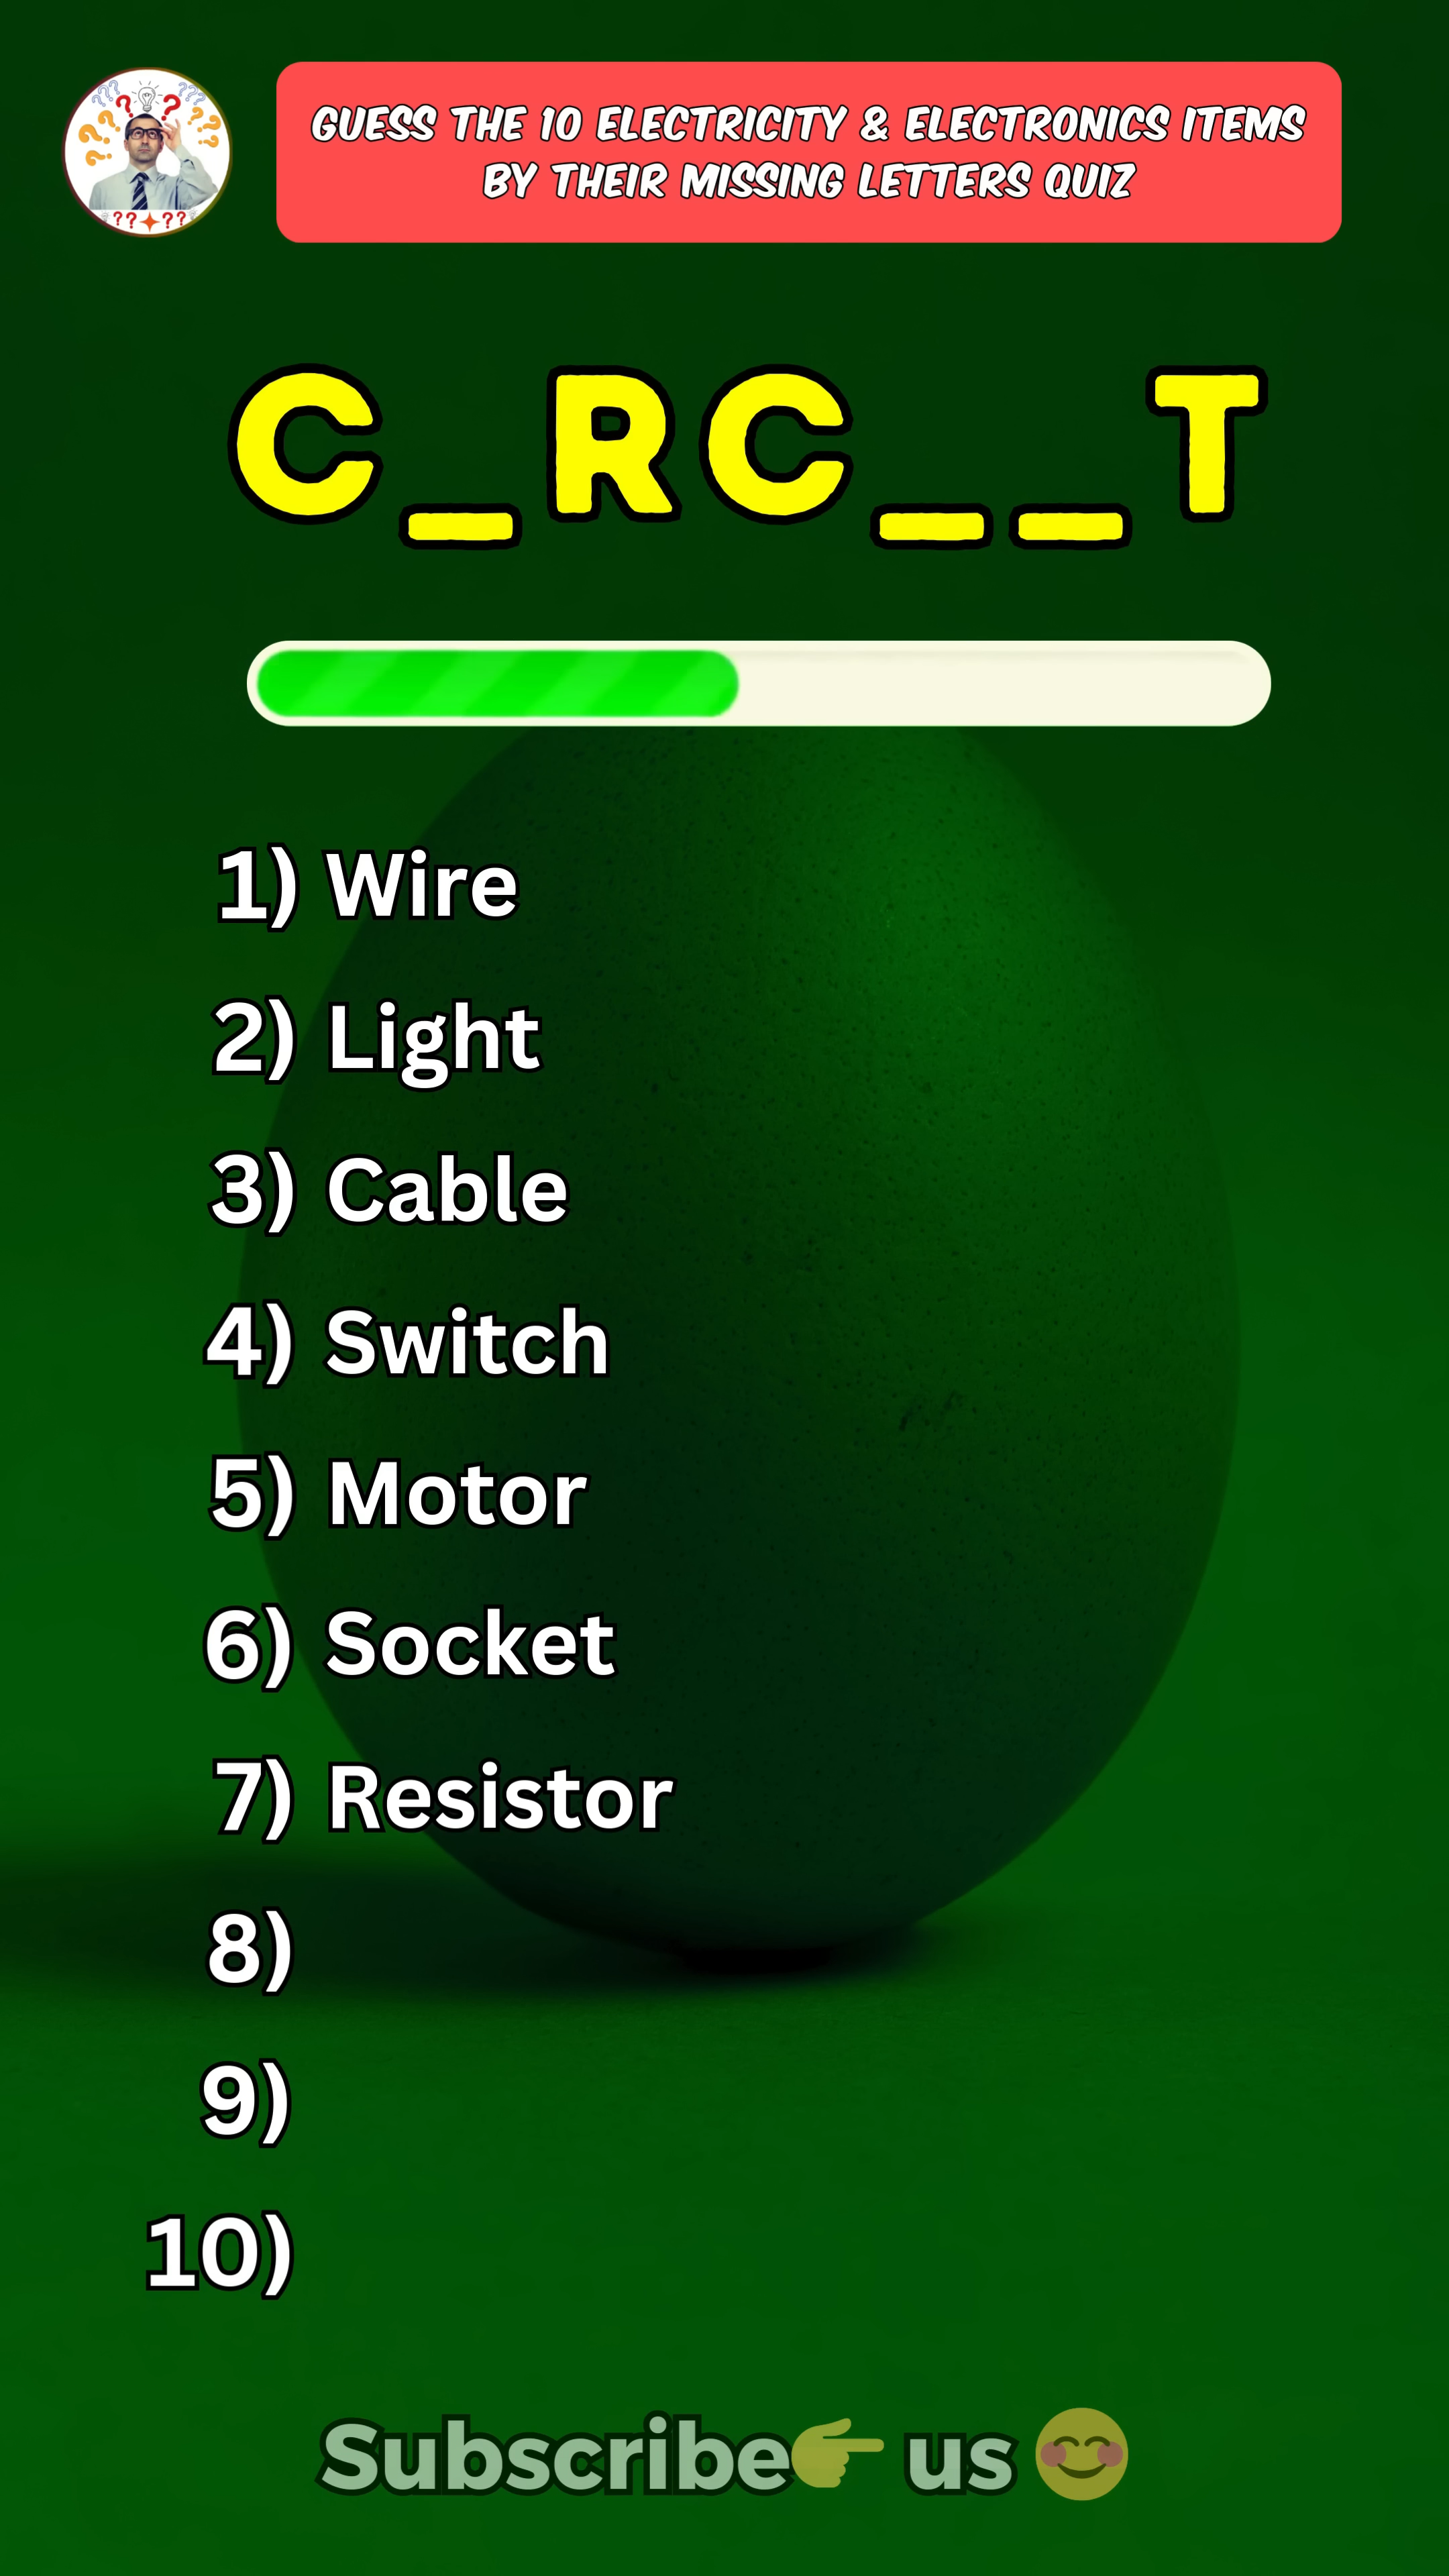 GUESS THE 10 ELECTRICITY & ELECTRONICS ITEMS
BY THEIR MISSING LETTERS QUIZ
C_RC__T
1) Wire
2) Light
3) Cable
4) Switch
5) Motor
6) Socket
7) Resistor
8)
9)
10)
Subscribe👉 us 😊